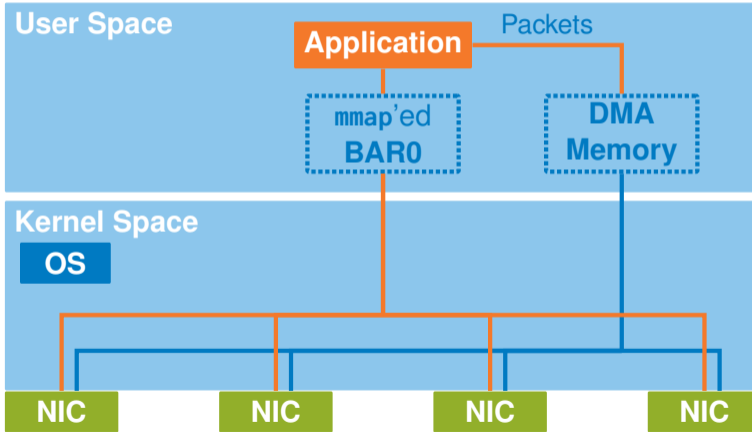 User Space
Packets
Application
mmap'ed
BAR0
DMA
Memory
Kernel Space
OS
NIC
NIC
NIC
NIC